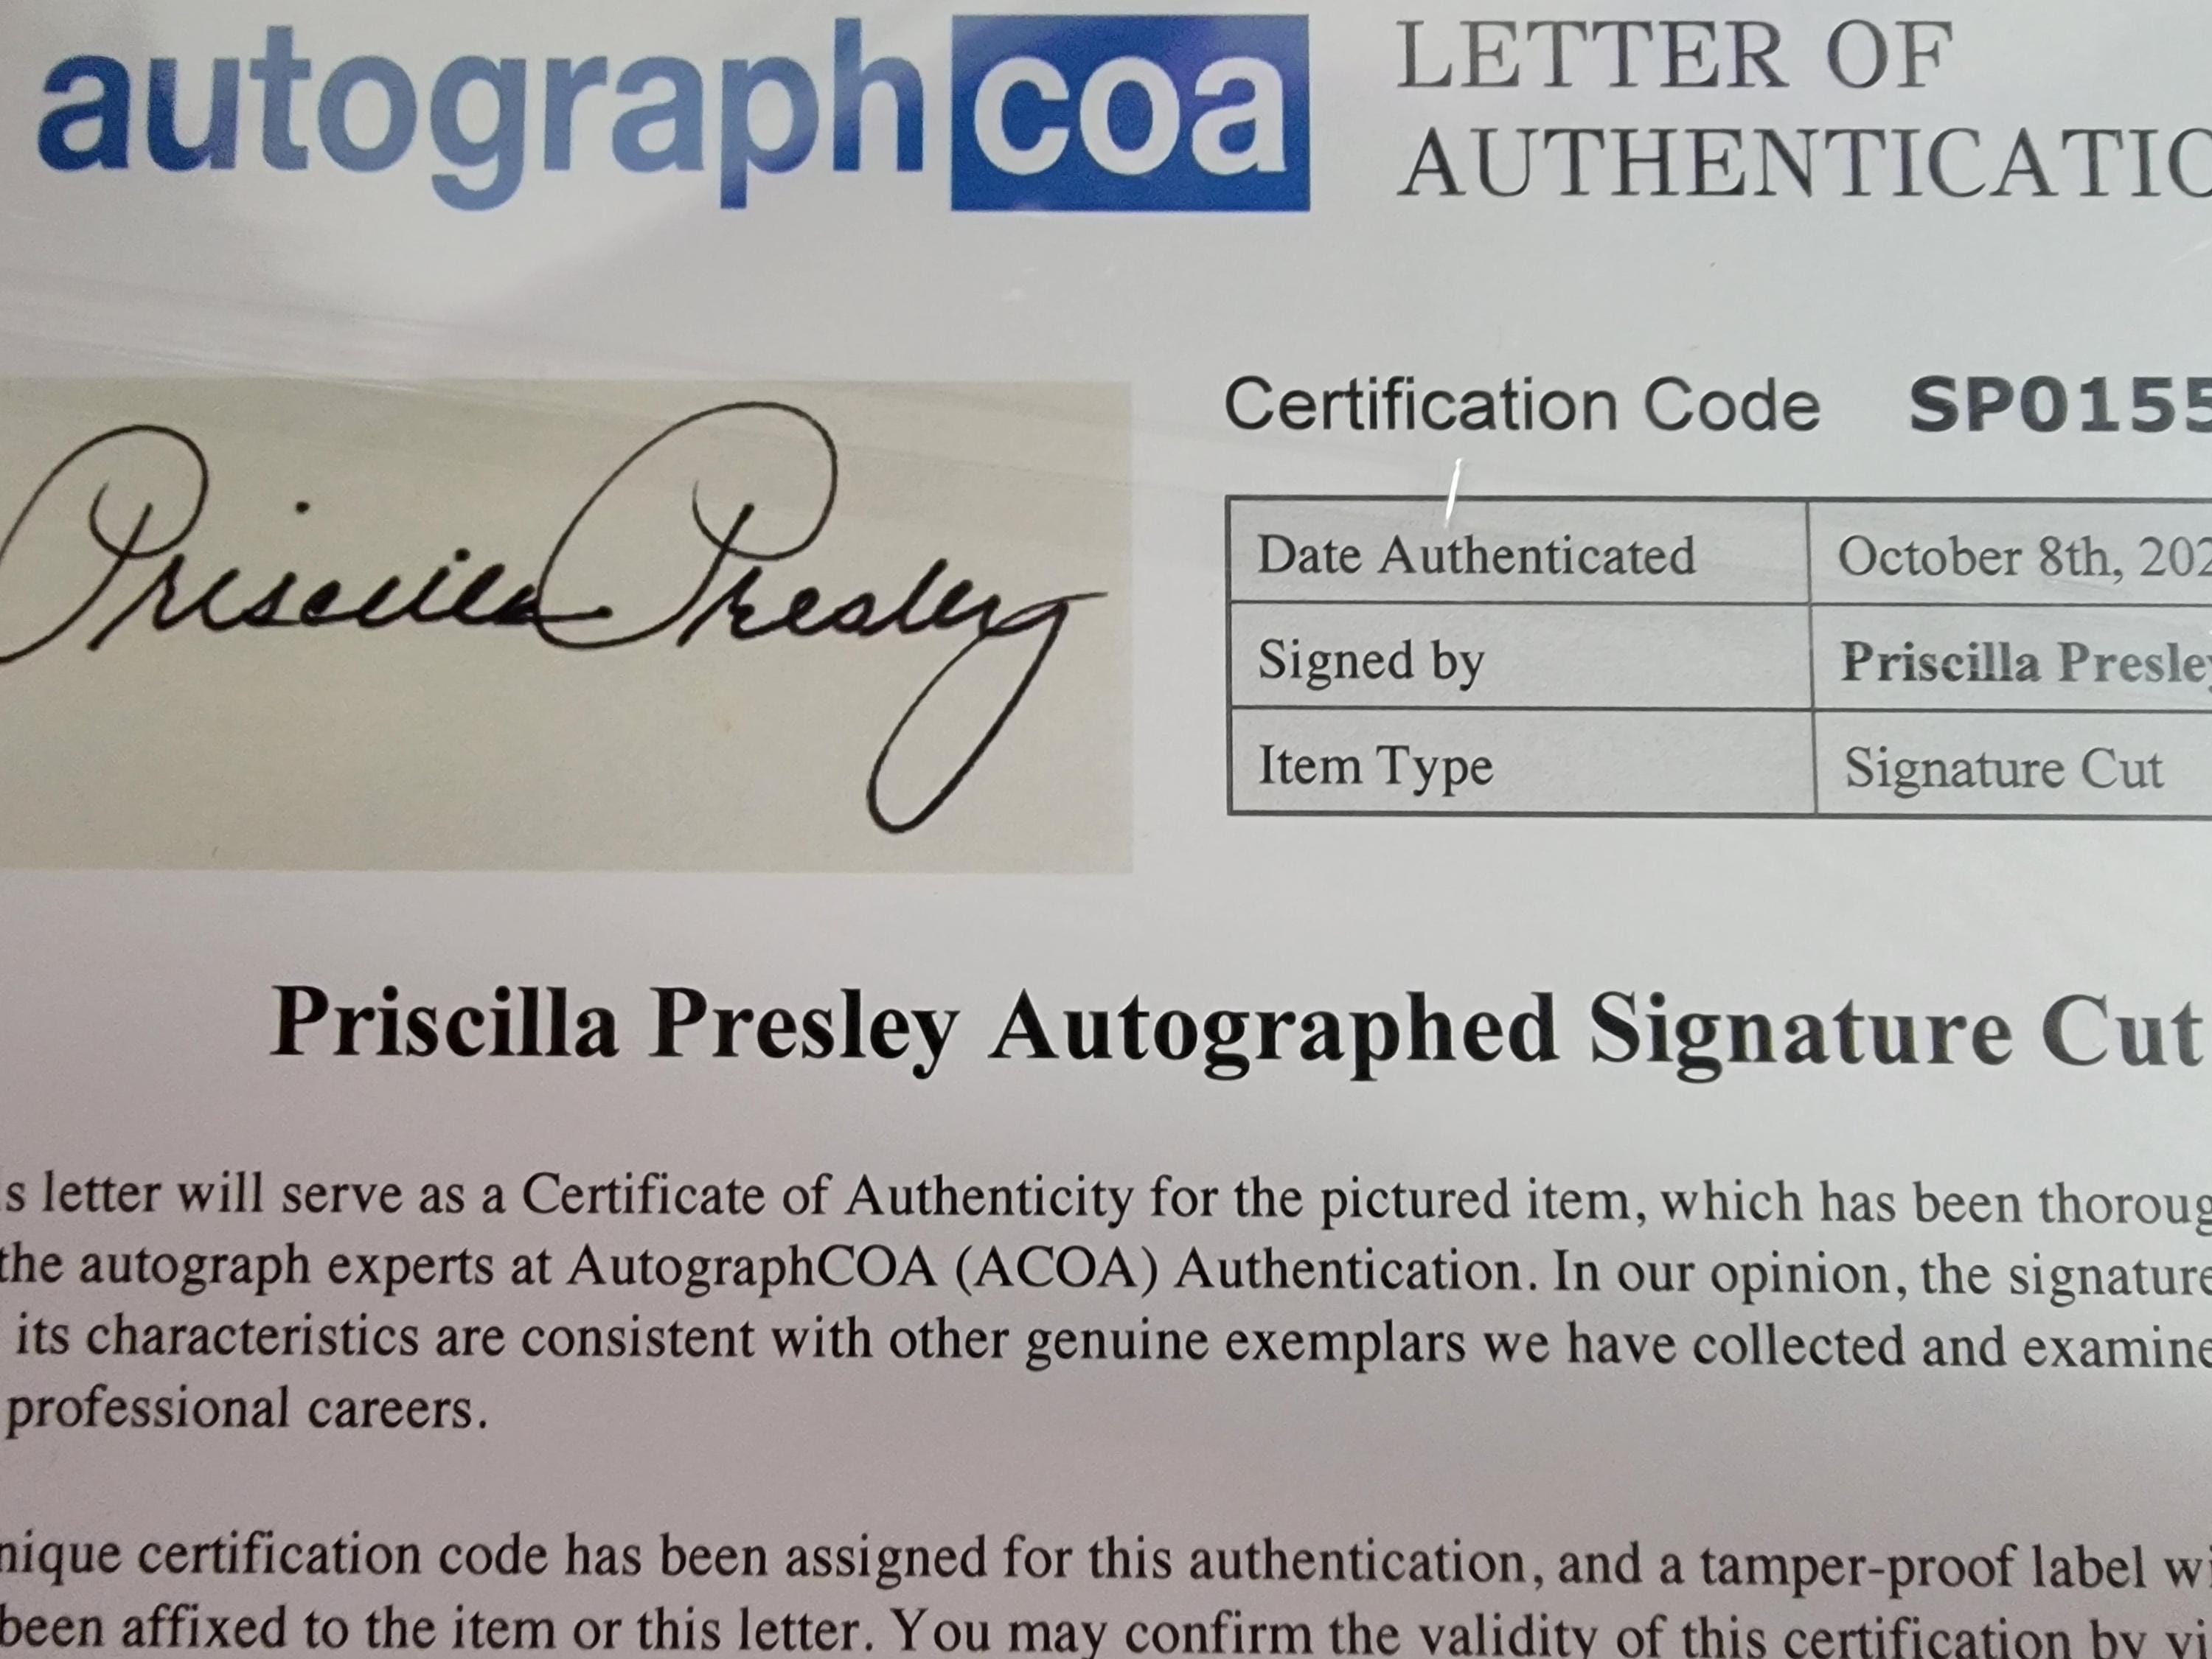 autograph coa
LETTER OF
AUTHENTICATIO
Priscilla Presley
Certification Code SP0155
Date Authenticated October 8th, 202
Signed by Priscilla Presley
Item Type Signature Cut
Priscilla Presley Autographed Signature Cut
s letter will serve as a Certificate of Authenticity for the pictured item, which has been thoroug
the autograph experts at AutographCOA (ACOA) Authentication. In our opinion, the signature
its characteristics are consistent with other genuine exemplars we have collected and examine
professional careers.
nique certification code has been assigned for this authentication, and a tamper-proof label wi
been affixed to the item or this letter. You may confirm the validity of this certification by vi